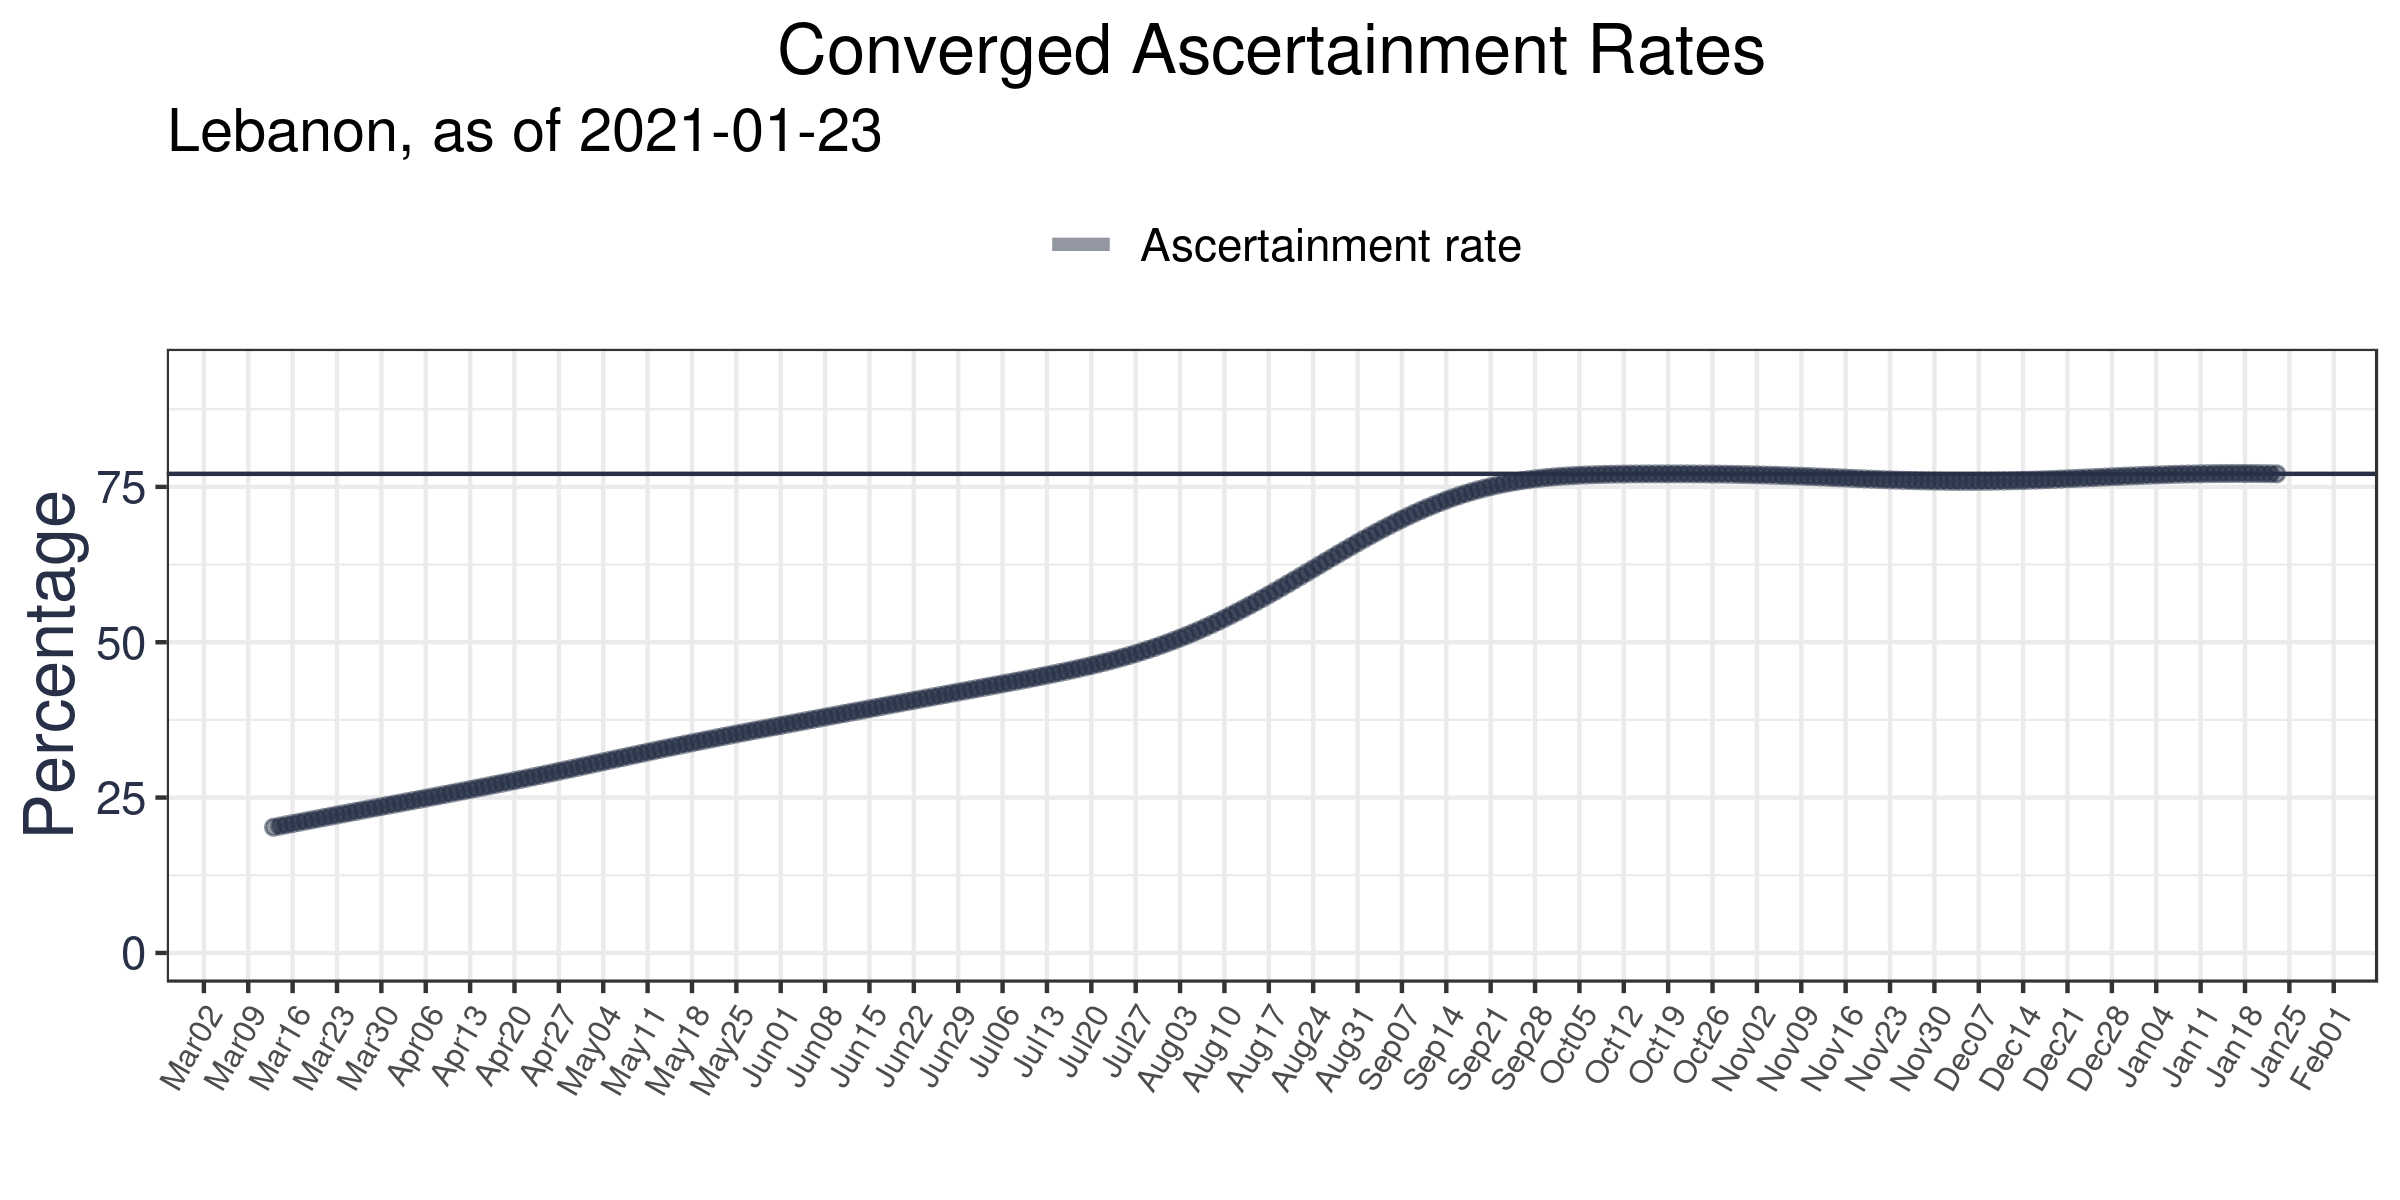 Converged Ascertainment Rates
Lebanon, as of 2021-01-23
Ascertainment rate
Percentage
75
50
25
0
Mar02 Mar09 Mar16 Mar23 Mar30 Apr06 Apr13 Apr20 Apr27 May04 May11 May18 May25 Jun01 Jun08 Jun15 Jun22 Jun29 Jul06 Jul13 Jul20 Jul27 Aug03 Aug10 Aug17 Aug24 Aug31 Sep07 Sep14 Sep21 Sep28 Oct05 Oct12 Oct19 Oct26 Nov02 Nov09 Nov16 Nov23 Nov30 Dec07 Dec14 Dec21 Dec28 Jan04 Jan11 Jan18 Jan25 Feb01